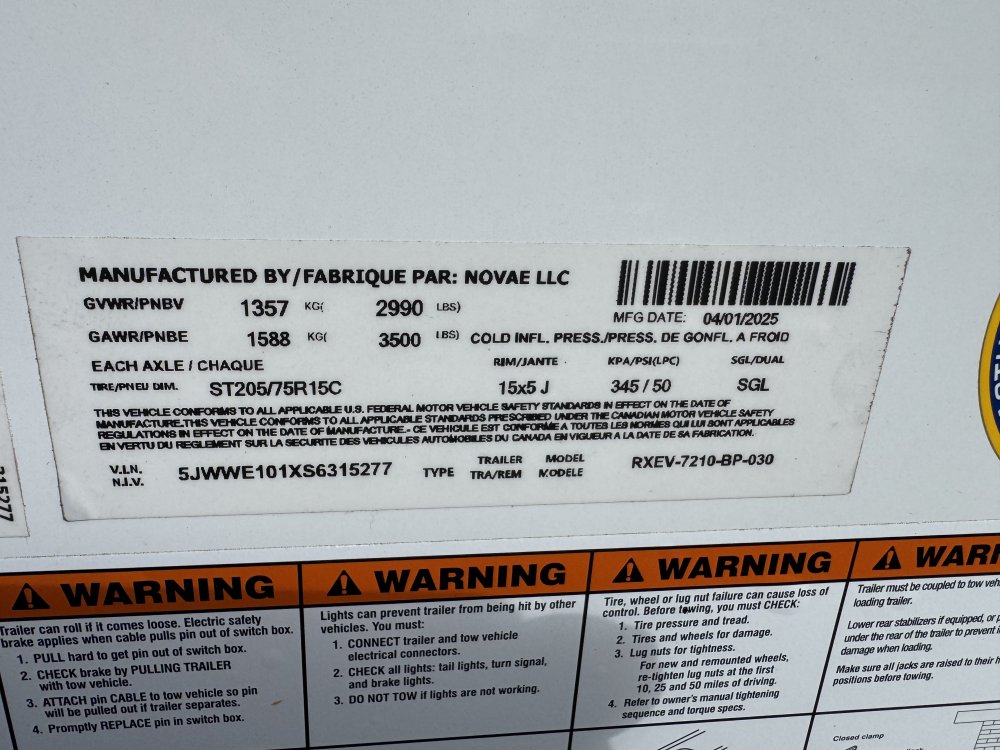 MANUFACTURED BY/FABRIQUE PAR: NOVAE LLC
GVWR/PNBV 1357 KG( 2990 LBS)
MFG DATE: 04/01/2025
GAWR/PNBE 1588 KG( 3500 LBS) COLD INFL. PRESS./PRESS. DE GONFL. A FROID
EACH AXLE / CHAQUE RIM/JANTE KPA/PSI(LPC) SGL/DUAL
TIRE/PNEU DIM. ST205/75R15C 15x5 J 345 / 50 SGL
THIS VEHICLE CONFORMS TO ALL APPLICABLE U.S. FEDERAL MOTOR VEHICLE SAFETY STANDARDS IN EFFECT ON THE DATE OF
MANUFACTURE.THIS VEHICLE CONFORMS TO ALL APPLICABLE STANDARDS PRESCRIBED UNDER THE CANADIAN MOTOR VEHICLE SAFETY
REGULATIONS IN EFFECT ON THE DATE OF MANUFACTURE.- CE VEHICULE EST CONFORME A TOUTES LES NORMES QUI LUI SONT APPLICABLES
EN VERTU DU REGLEMENT SUR LA SECURITE DES VEHICULES AUTOMOBILES DU CANADA EN VIGUEUR A LA DATE DE SA FABRICATION.
V.I.N. 5JWWE101XS6315277 TYPE TRAILER MODEL RXEV-7210-BP-030
N.I.V. TRA/REM MODELE
315277
WARNING
Trailer can roll if it comes loose. Electric safety
brake applies when cable pulls pin out of switch box.
1. PULL hard to get pin out of switch box.
2. CHECK brake by PULLING TRAILER
with tow vehicle.
3. ATTACH pin CABLE to tow vehicle so pin
will be pulled out if trailer separates.
4. Promptly REPLACE pin in switch box.
WARNING
Lights can prevent trailer from being hit by other
vehicles. You must:
1. CONNECT trailer and tow vehicle
electrical connectors.
2. CHECK all lights: tail lights, turn signal,
and brake lights.
3. DO NOT TOW if lights are not working.
WARNING
Tire, wheel or lug nut failure can cause loss of
control. Before towing, you must CHECK:
1. Tire pressure and tread.
2. Tires and wheels for damage.
3. Lug nuts for tightness.
For new and remounted wheels,
re-tighten lug nuts at the first
10, 25 and 50 miles of driving.
4. Refer to owner's manual tightening
sequence and torque specs.
WARN
Trailer must be coupled to tow veh
loading trailer.
Lower rear stabilizers if equipped, or p
under the rear of the trailer to prevent
damage when loading.
Make sure all jacks are raised to their h
positions before towing.
Closed clamp